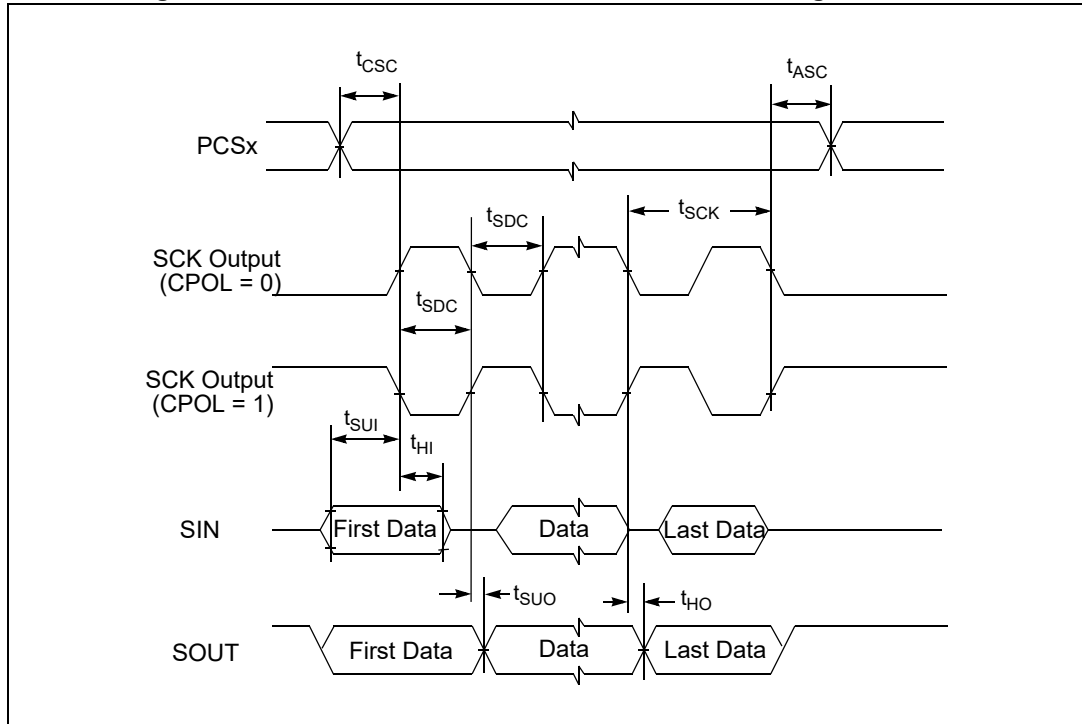 tCSC
tASC
PCSx
tSCK
tSDC
SCK Output
(CPOL = 0)
tSDC
SCK Output
(CPOL = 1)
tSUI
tHI
SIN
First Data
Data
Last Data
tSUO
tHO
SOUT
First Data
Data
Last Data